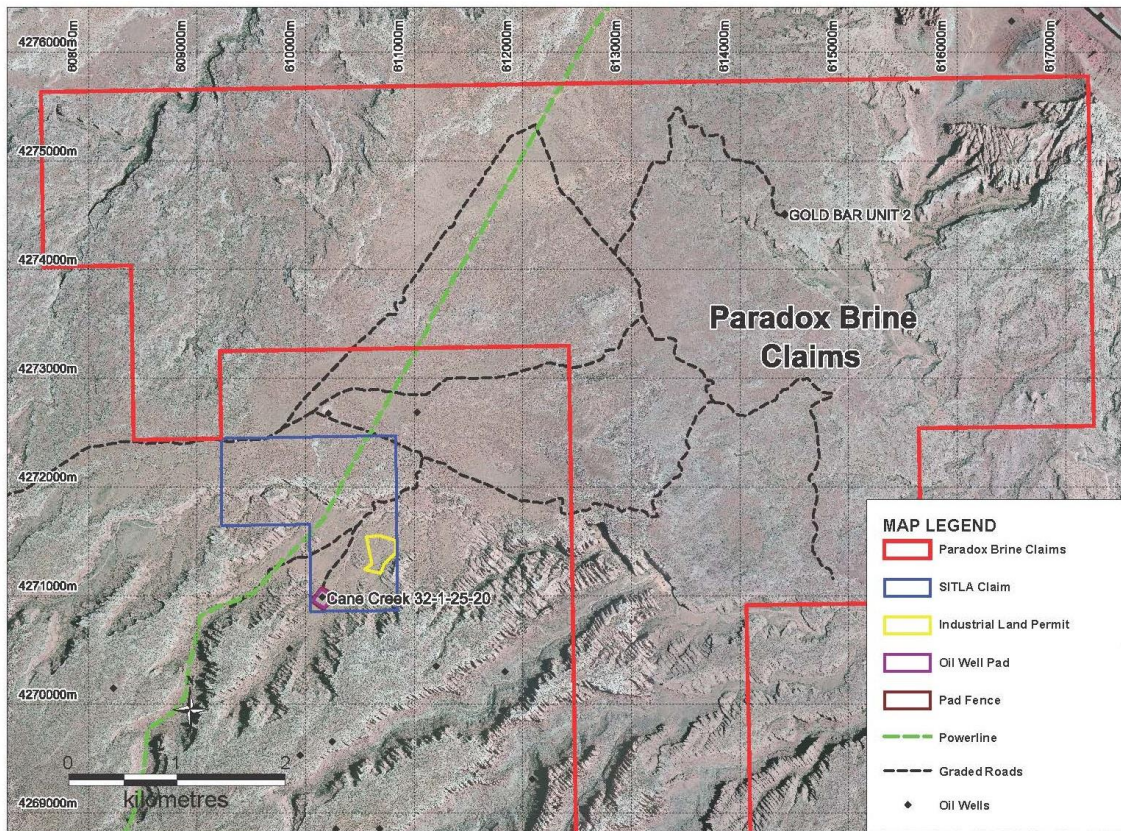 608000m
609000m
610000m
611000m
612000m
613000m
614000m
615000m
616000m
617000m
4276000m
4275000m
4274000m
4273000m
4272000m
4271000m
4270000m
4269000m
GOLD BAR UNIT 2
Paradox Brine
Claims
Cane Creek 32-1-25-20
0 1 2
kilometres
MAP LEGEND
Paradox Brine Claims
SITLA Claim
Industrial Land Permit
Oil Well Pad
Pad Fence
Powerline
Graded Roads
Oil Wells